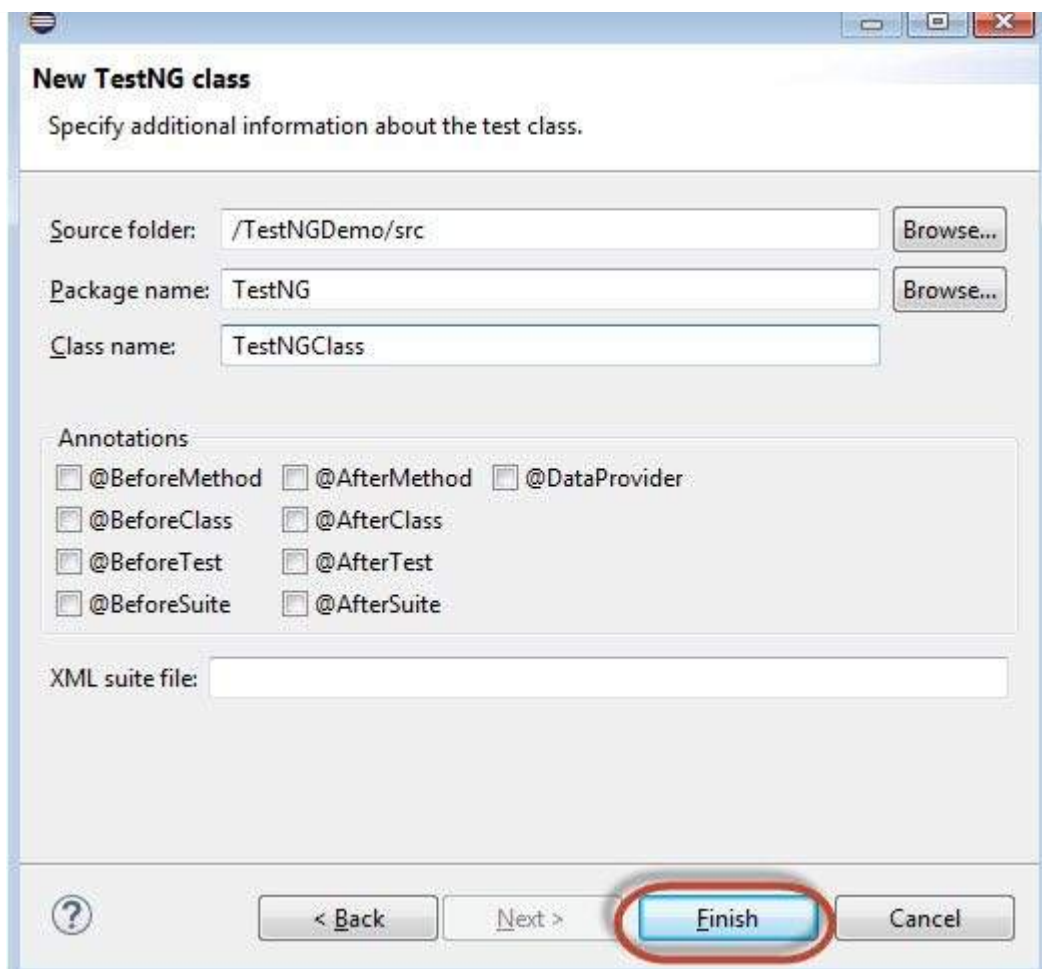 New TestNG class
Specify additional information about the test class.
Source folder: /TestNGDemo/src Browse...
Package name: TestNG Browse...
Class name: TestNGClass
Annotations
@BeforeMethod @AfterMethod @DataProvider
@BeforeClass @AfterClass
@BeforeTest @AfterTest
@BeforeSuite @AfterSuite
XML suite file:
? < Back Next > Finish Cancel